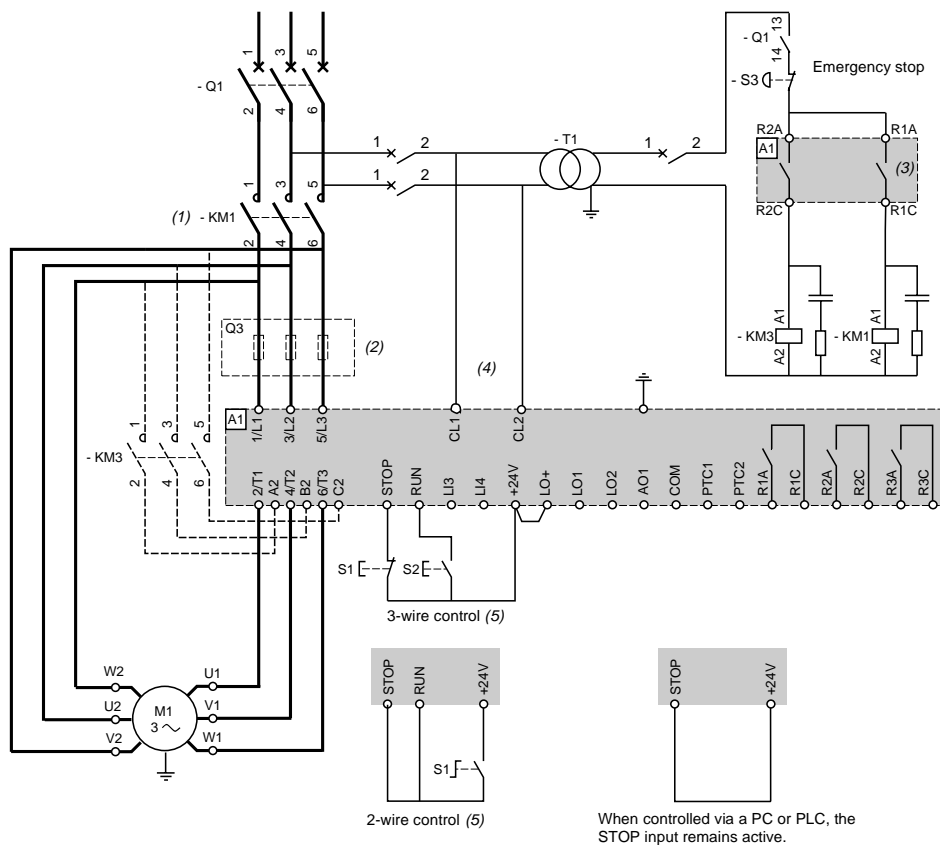 1 3 5
- Q1
2 4 6
1 2
1 2
- T1
1 2
- Q1 13
14
- S3
Emergency stop
R2A R1A
A1
(3)
R2C R1C
1 3 5
(1) - KM1
2 4 6
Q3
(2)
(4)
A1 A1
- KM3 - KM1
A2 A2
A1
1/L1 3/L2 5/L3 CL1 CL2
1 3 5
- KM3
2 4 6
2/T1 A2 4/T2 B2 6/T3 C2 STOP RUN LI3 LI4 +24V LO+ LO1 LO2 AO1 COM PTC1 PTC2 R1A R1C R2A R2C R3A R3C
S1 S2
3-wire control (5)
STOP RUN +24V
STOP +24V
W2 U1
U2 M1 V1
3
V2 W1
S1
2-wire control (5)
When controlled via a PC or PLC, the
STOP input remains active.